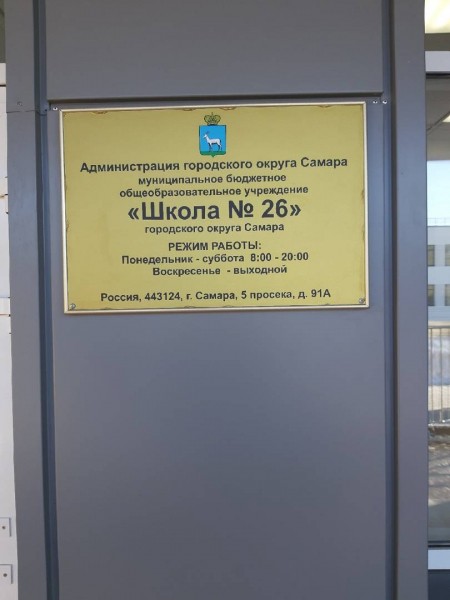 Администрация городского округа Самара
муниципальное бюджетное
общеобразовательное учреждение
«Школа № 26»
городского округа Самара
РЕЖИМ РАБОТЫ:
Понедельник - суббота 8:00 - 20:00
Воскресенье - выходной
Россия, 443124, г. Самара, 5 просека, д. 91А